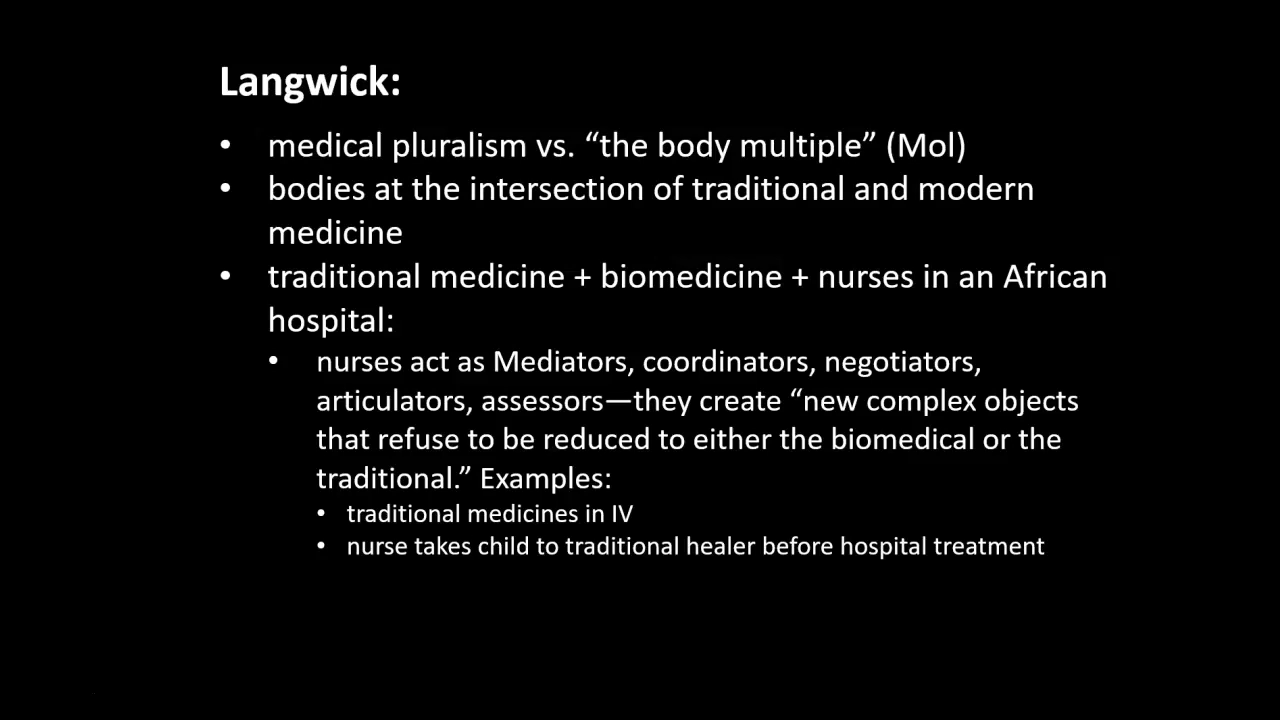 Langwick:
• medical pluralism vs. “the body multiple” (Mol)
• bodies at the intersection of traditional and modern
medicine
• traditional medicine + biomedicine + nurses in an African
hospital:
• nurses act as Mediators, coordinators, negotiators,
articulators, assessors—they create “new complex objects
that refuse to be reduced to either the biomedical or the
traditional.” Examples:
• traditional medicines in IV
• nurse takes child to traditional healer before hospital treatment